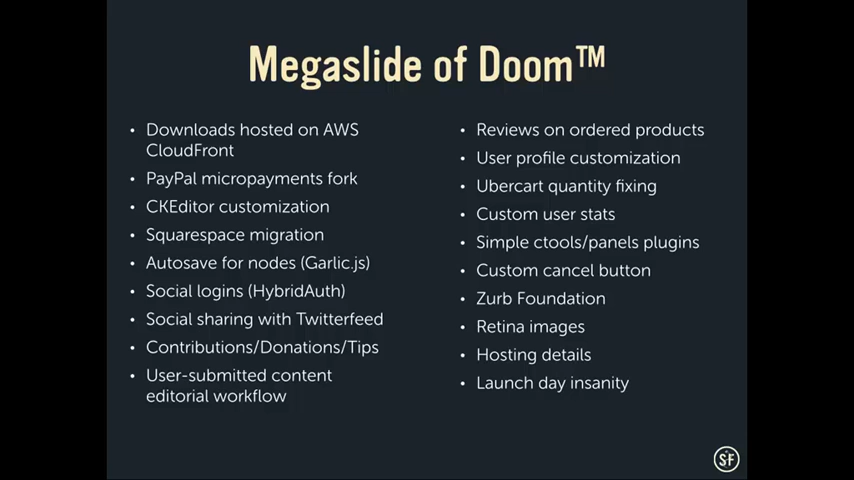 Megaslide of Doom™
• Downloads hosted on AWS
CloudFront
• PayPal micropayments fork
• CKEditor customization
• Squarespace migration
• Autosave for nodes (Garlic.js)
• Social logins (HybridAuth)
• Social sharing with Twitterfeed
• Contributions/Donations/Tips
• User-submitted content
editorial workflow
• Reviews on ordered products
• User profile customization
• Ubercart quantity fixing
• Custom user stats
• Simple ctools/panels plugins
• Custom cancel button
• Zurb Foundation
• Retina images
• Hosting details
• Launch day insanity
SF